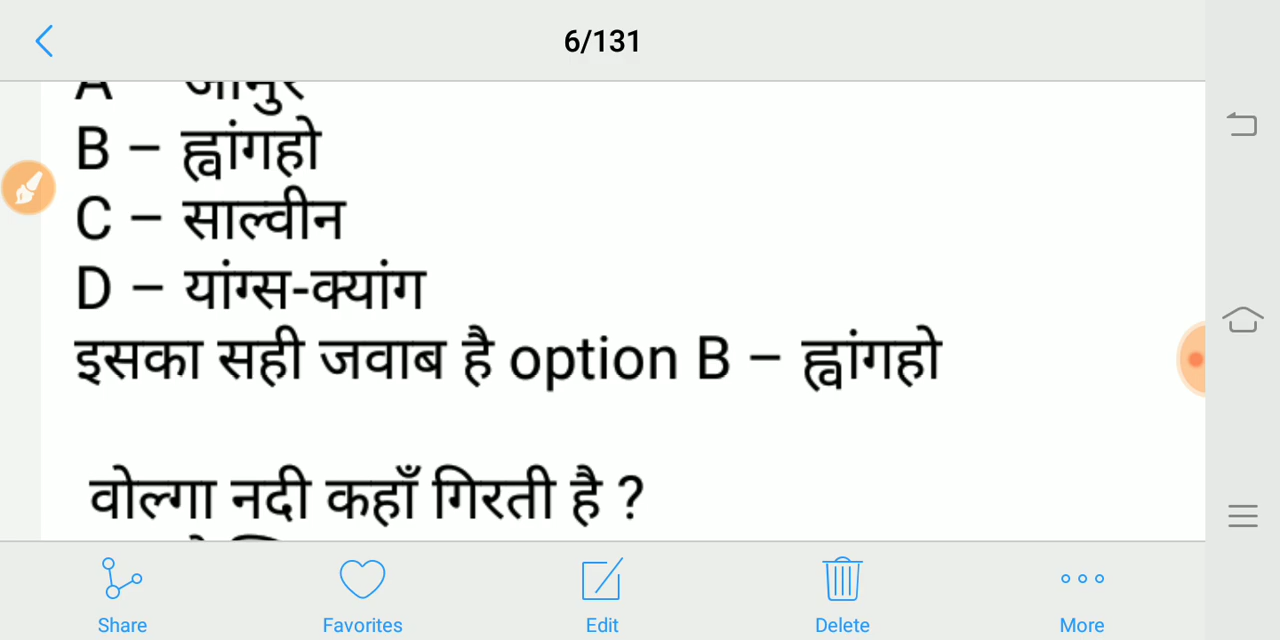 6/131
A
B – ह्वांगहो
C – साल्वीन
D – यांग्स-क्यांग
इसका सही जवाब है option B – ह्वांगहो
वोल्गा नदी कहाँ गिरती है ?
Share Favorites Edit Delete More